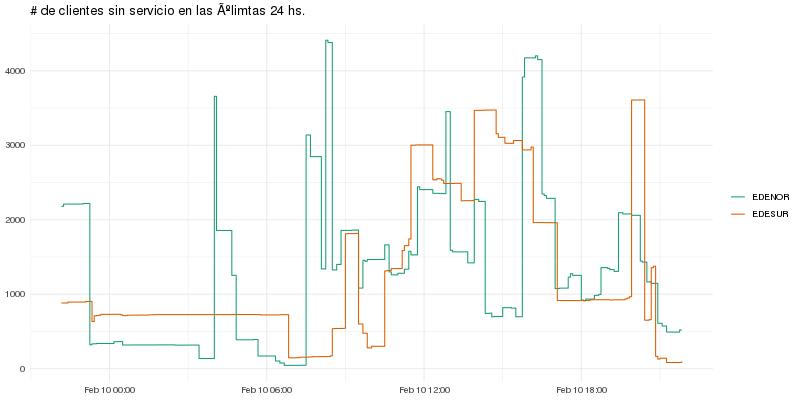 # de clientes sin servicio en las Ãºlimtas 24 hs.
4000
3000
2000
1000
0
Feb 10 00:00
Feb 10 06:00
Feb 10 12:00
Feb 10 18:00
EDENOR
EDESUR